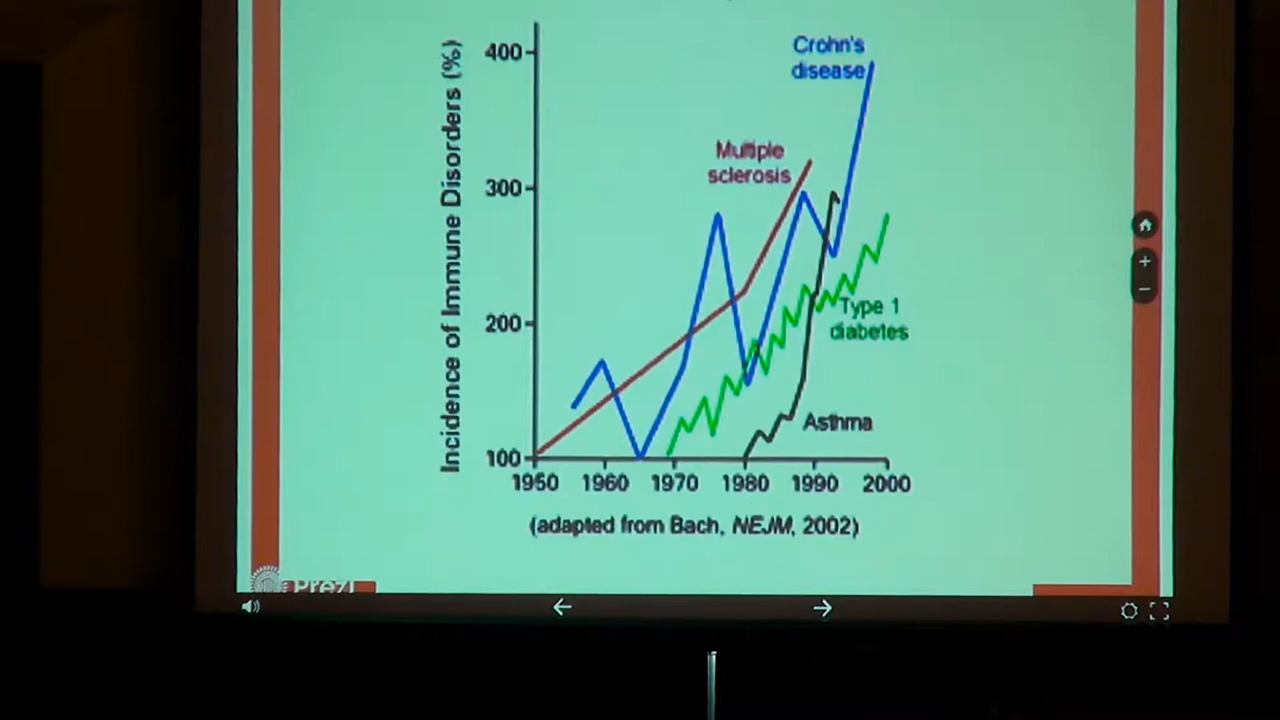 Incidence of Immune Disorders (%)
400
300
200
100
Crohn's
disease
Multiple
sclerosis
Type 1
diabetes
Asthma
1950 1960 1970 1980 1990 2000
(adapted from Bach, NEJM, 2002)
Prezi